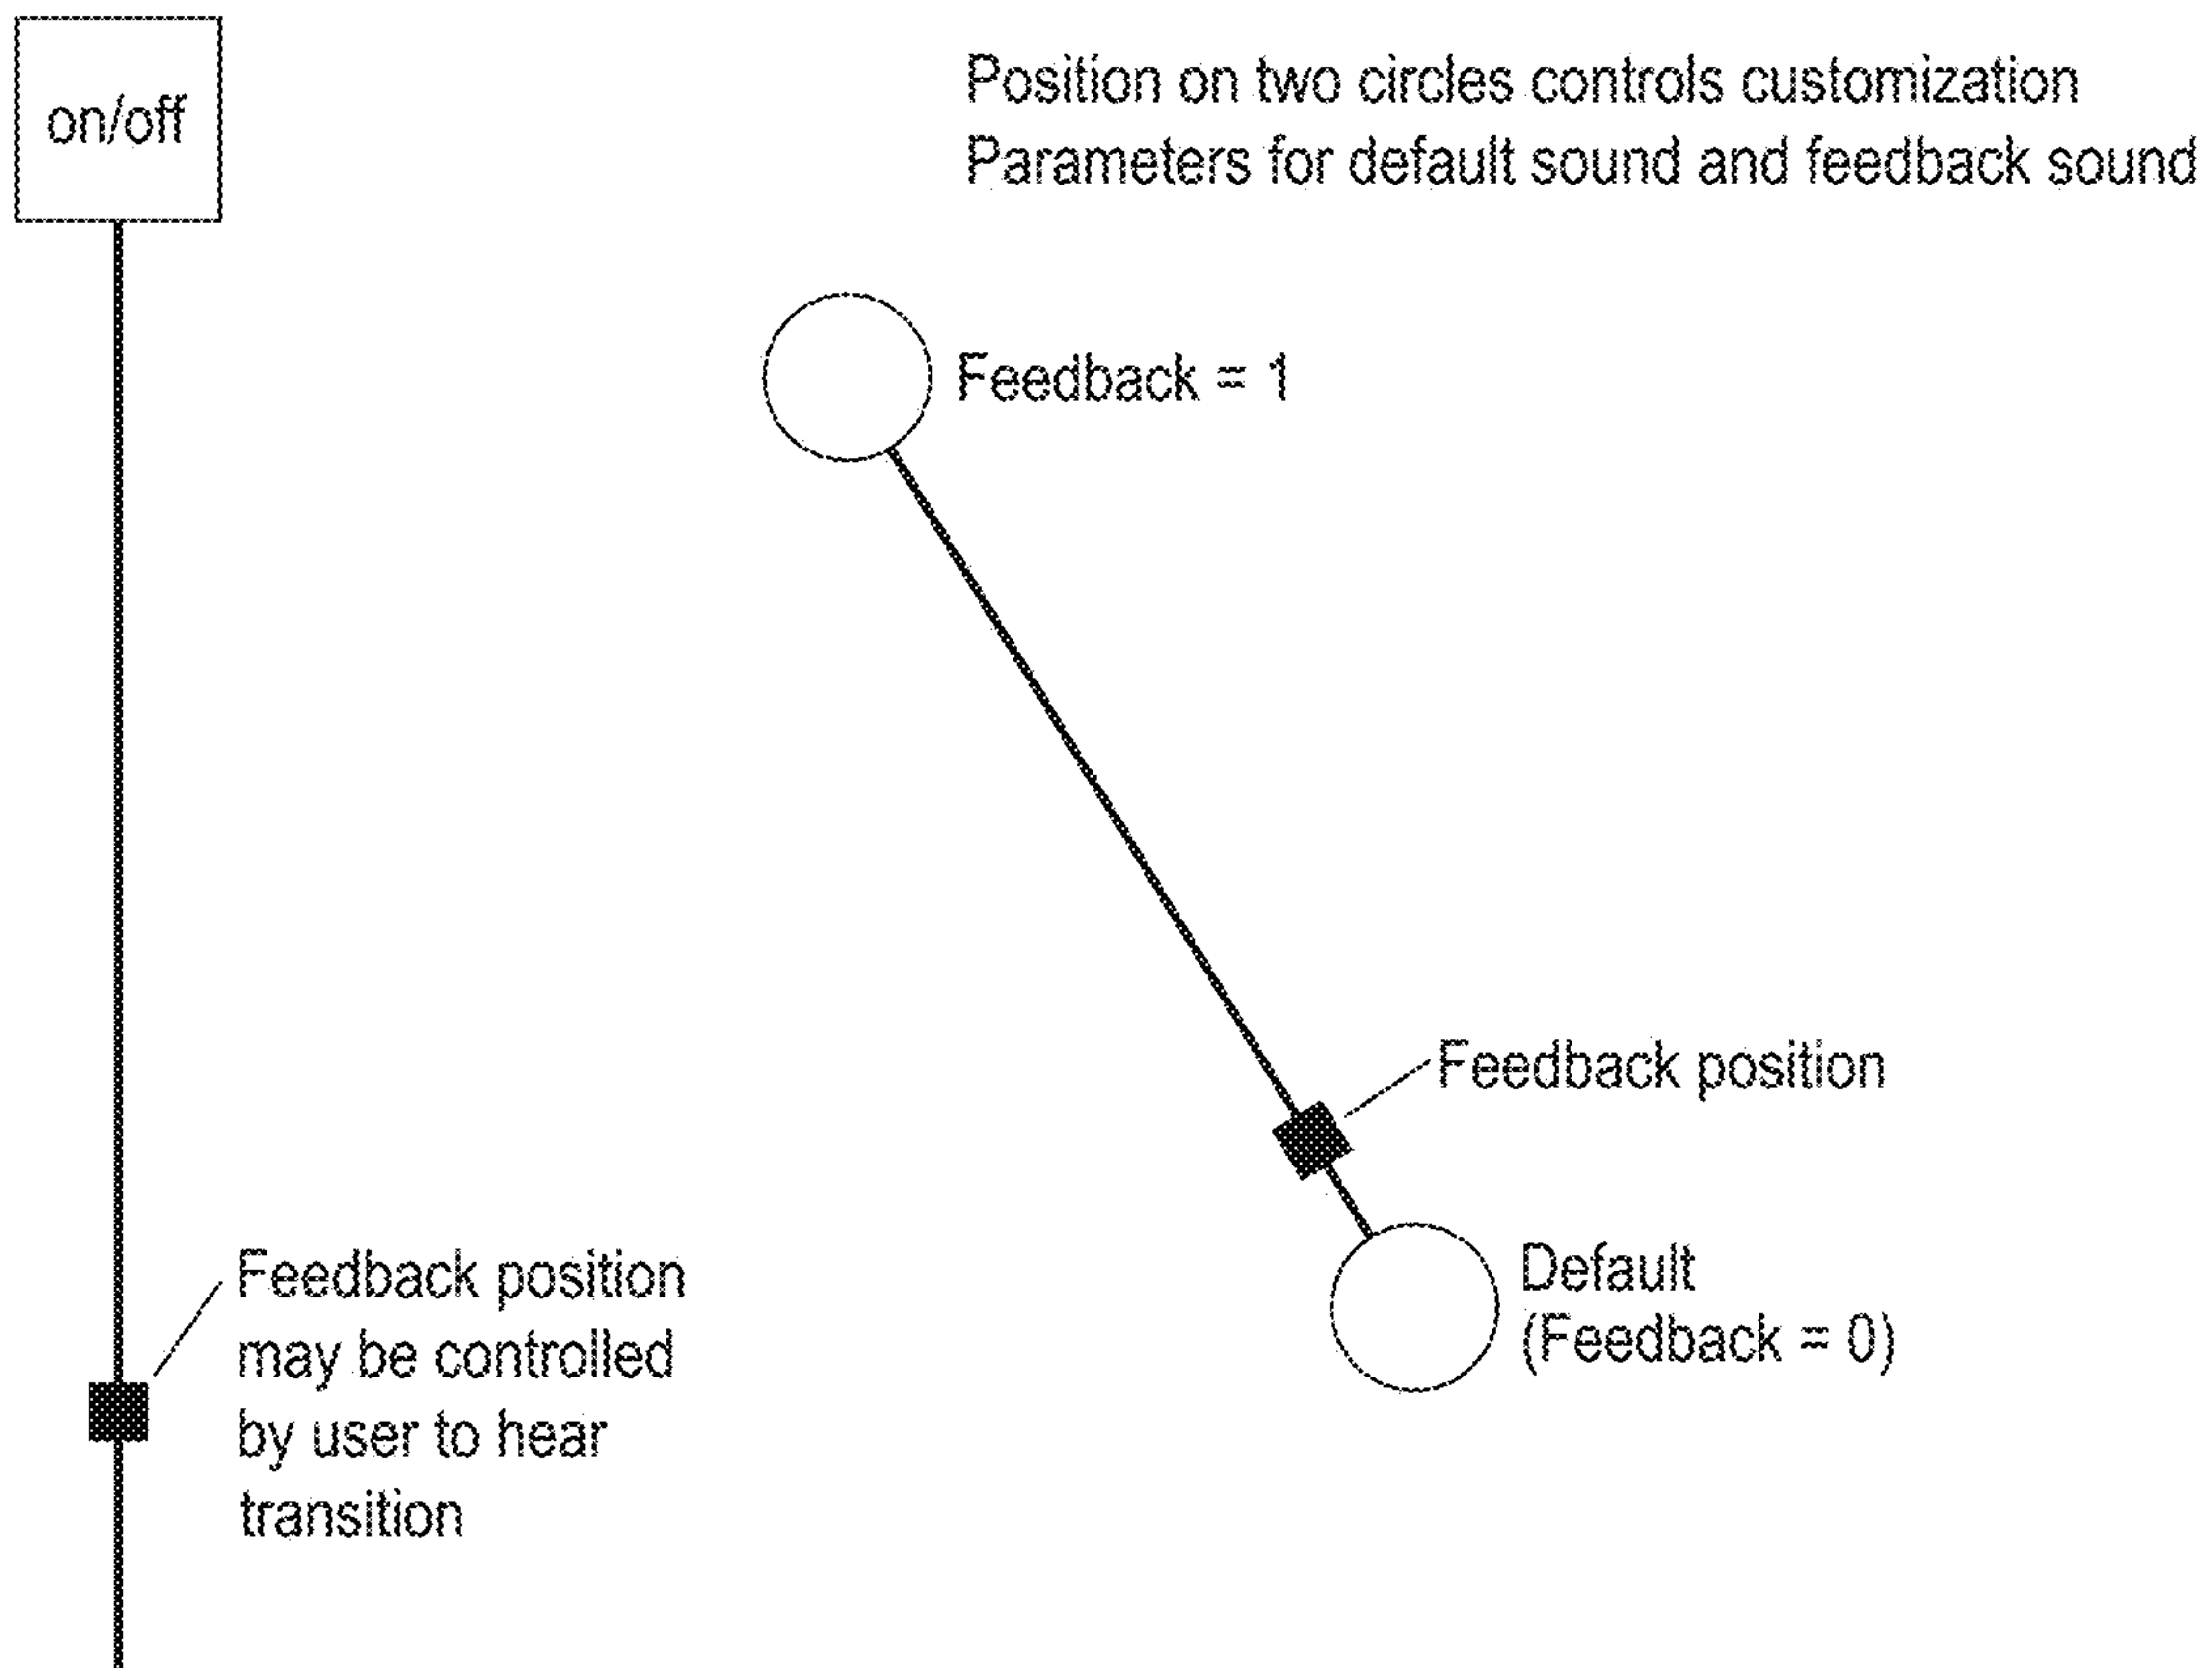 on/off
Position on two circles controls customization
Parameters for default sound and feedback sound
Feedback = 1
Feedback position
Default
(Feedback = 0)
Feedback position
may be controlled
by user to hear
transition